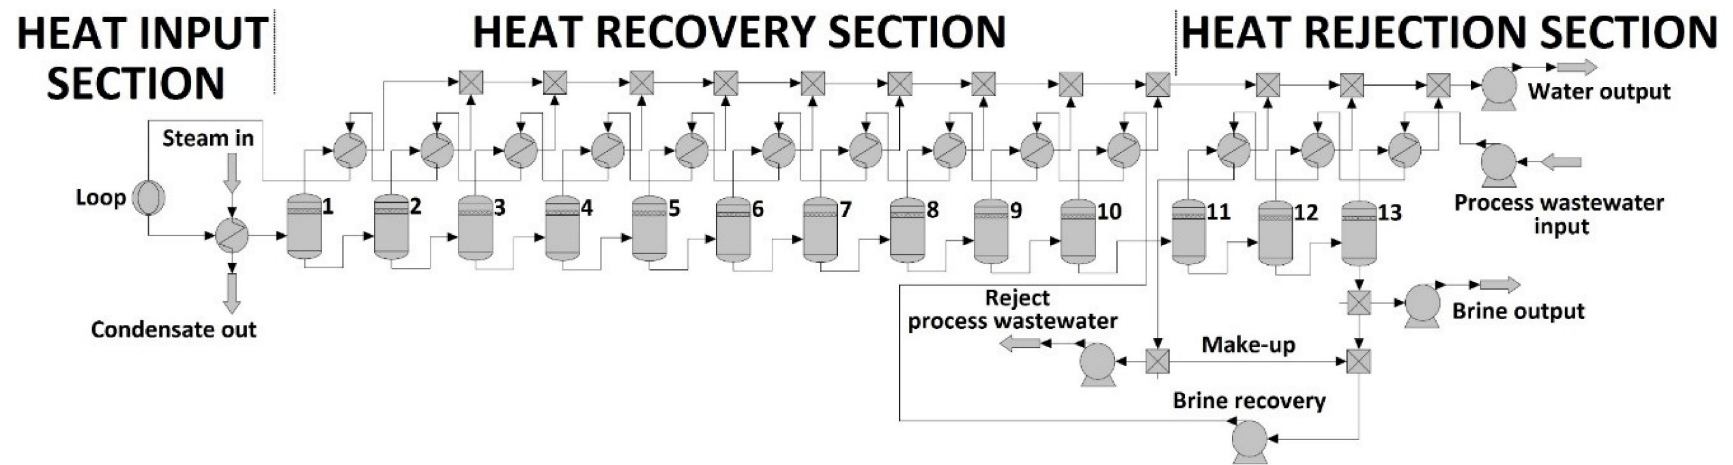 HEAT INPUT
SECTION
HEAT RECOVERY SECTION
HEAT REJECTION SECTION
Water output
Steam in
Loop
Process wastewater
input
1 2 3 4 5 6 7 8 9 10 11 12 13
Condensate out
Reject
process wastewater
Brine output
Make-up
Brine recovery